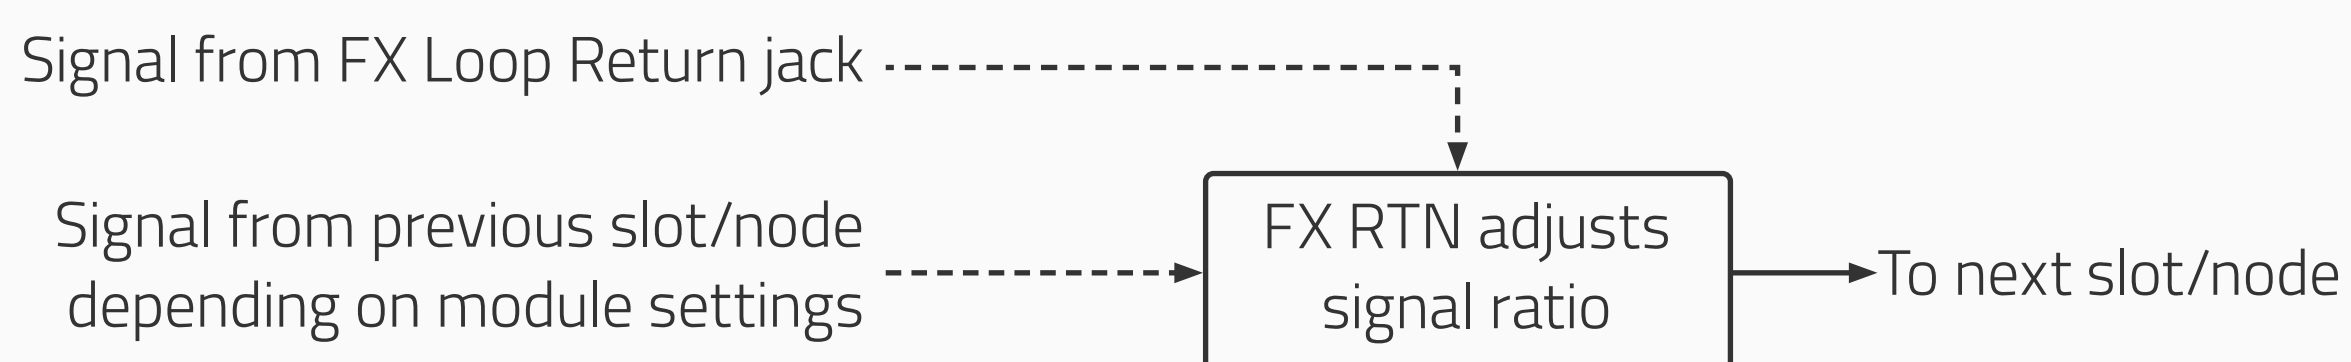 Signal from FX Loop Return jack
Signal from previous slot/node
depending on module settings
FX RTN adjusts
signal ratio
To next slot/node